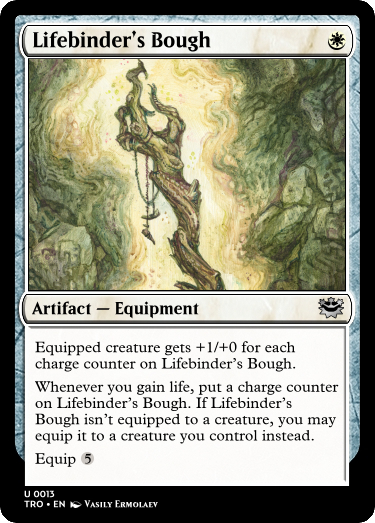 Lifebinder's Bough
Artifact — Equipment
Equipped creature gets +1/+0 for each
charge counter on Lifebinder's Bough.
Whenever you gain life, put a charge counter
on Lifebinder's Bough. If Lifebinder's
Bough isn't equipped to a creature, you may
equip it to a creature you control instead.
Equip 5
U 0013
TRO • EN Vasily Ermolaev